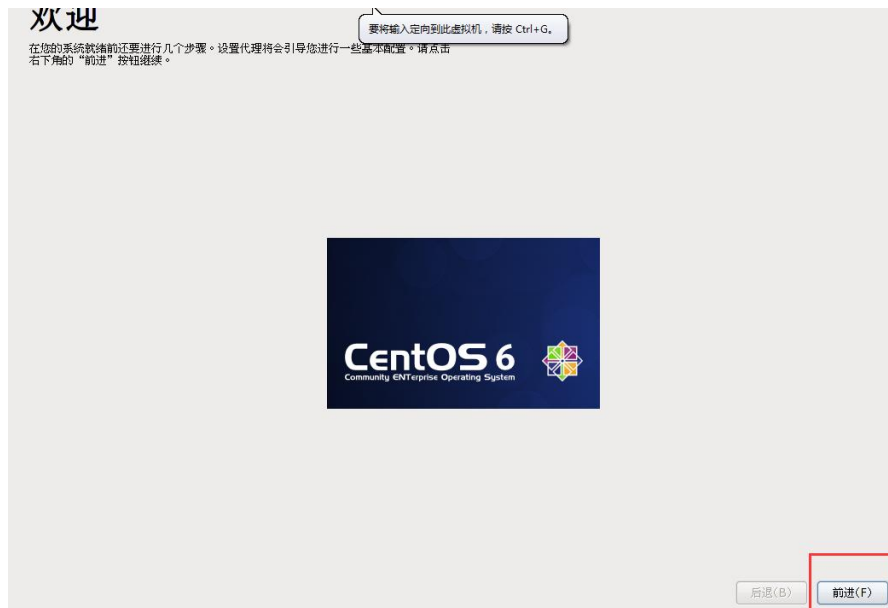 欢迎
要将输入定向到此虚拟机，请按 Ctrl+G。
在您的系统就绪前还要进行几个步骤。设置代理将会引导您进行一些基本配置。请点击
右下角的“前进”按钮继续。
CentOS 6
Community ENTerprise Operating System
后退(B)
前进(F)